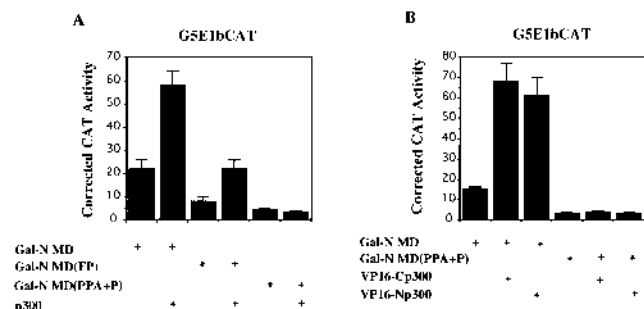 A
G5E1bCAT
Corrected CAT Activity
70
60
50
40
30
20
10
0
Gal-N MD + +
Gal-N MD(FP) + +
Gal-N MD(PPA+P) + +
p300 + + +
B
G5E1bCAT
Corrected CAT Activity
80
70
60
50
40
30
20
10
0
Gal-N MD + + +
Gal-N MD(PPA+P) + + +
VP16-Cp300 + +
VP16-Np300 + +